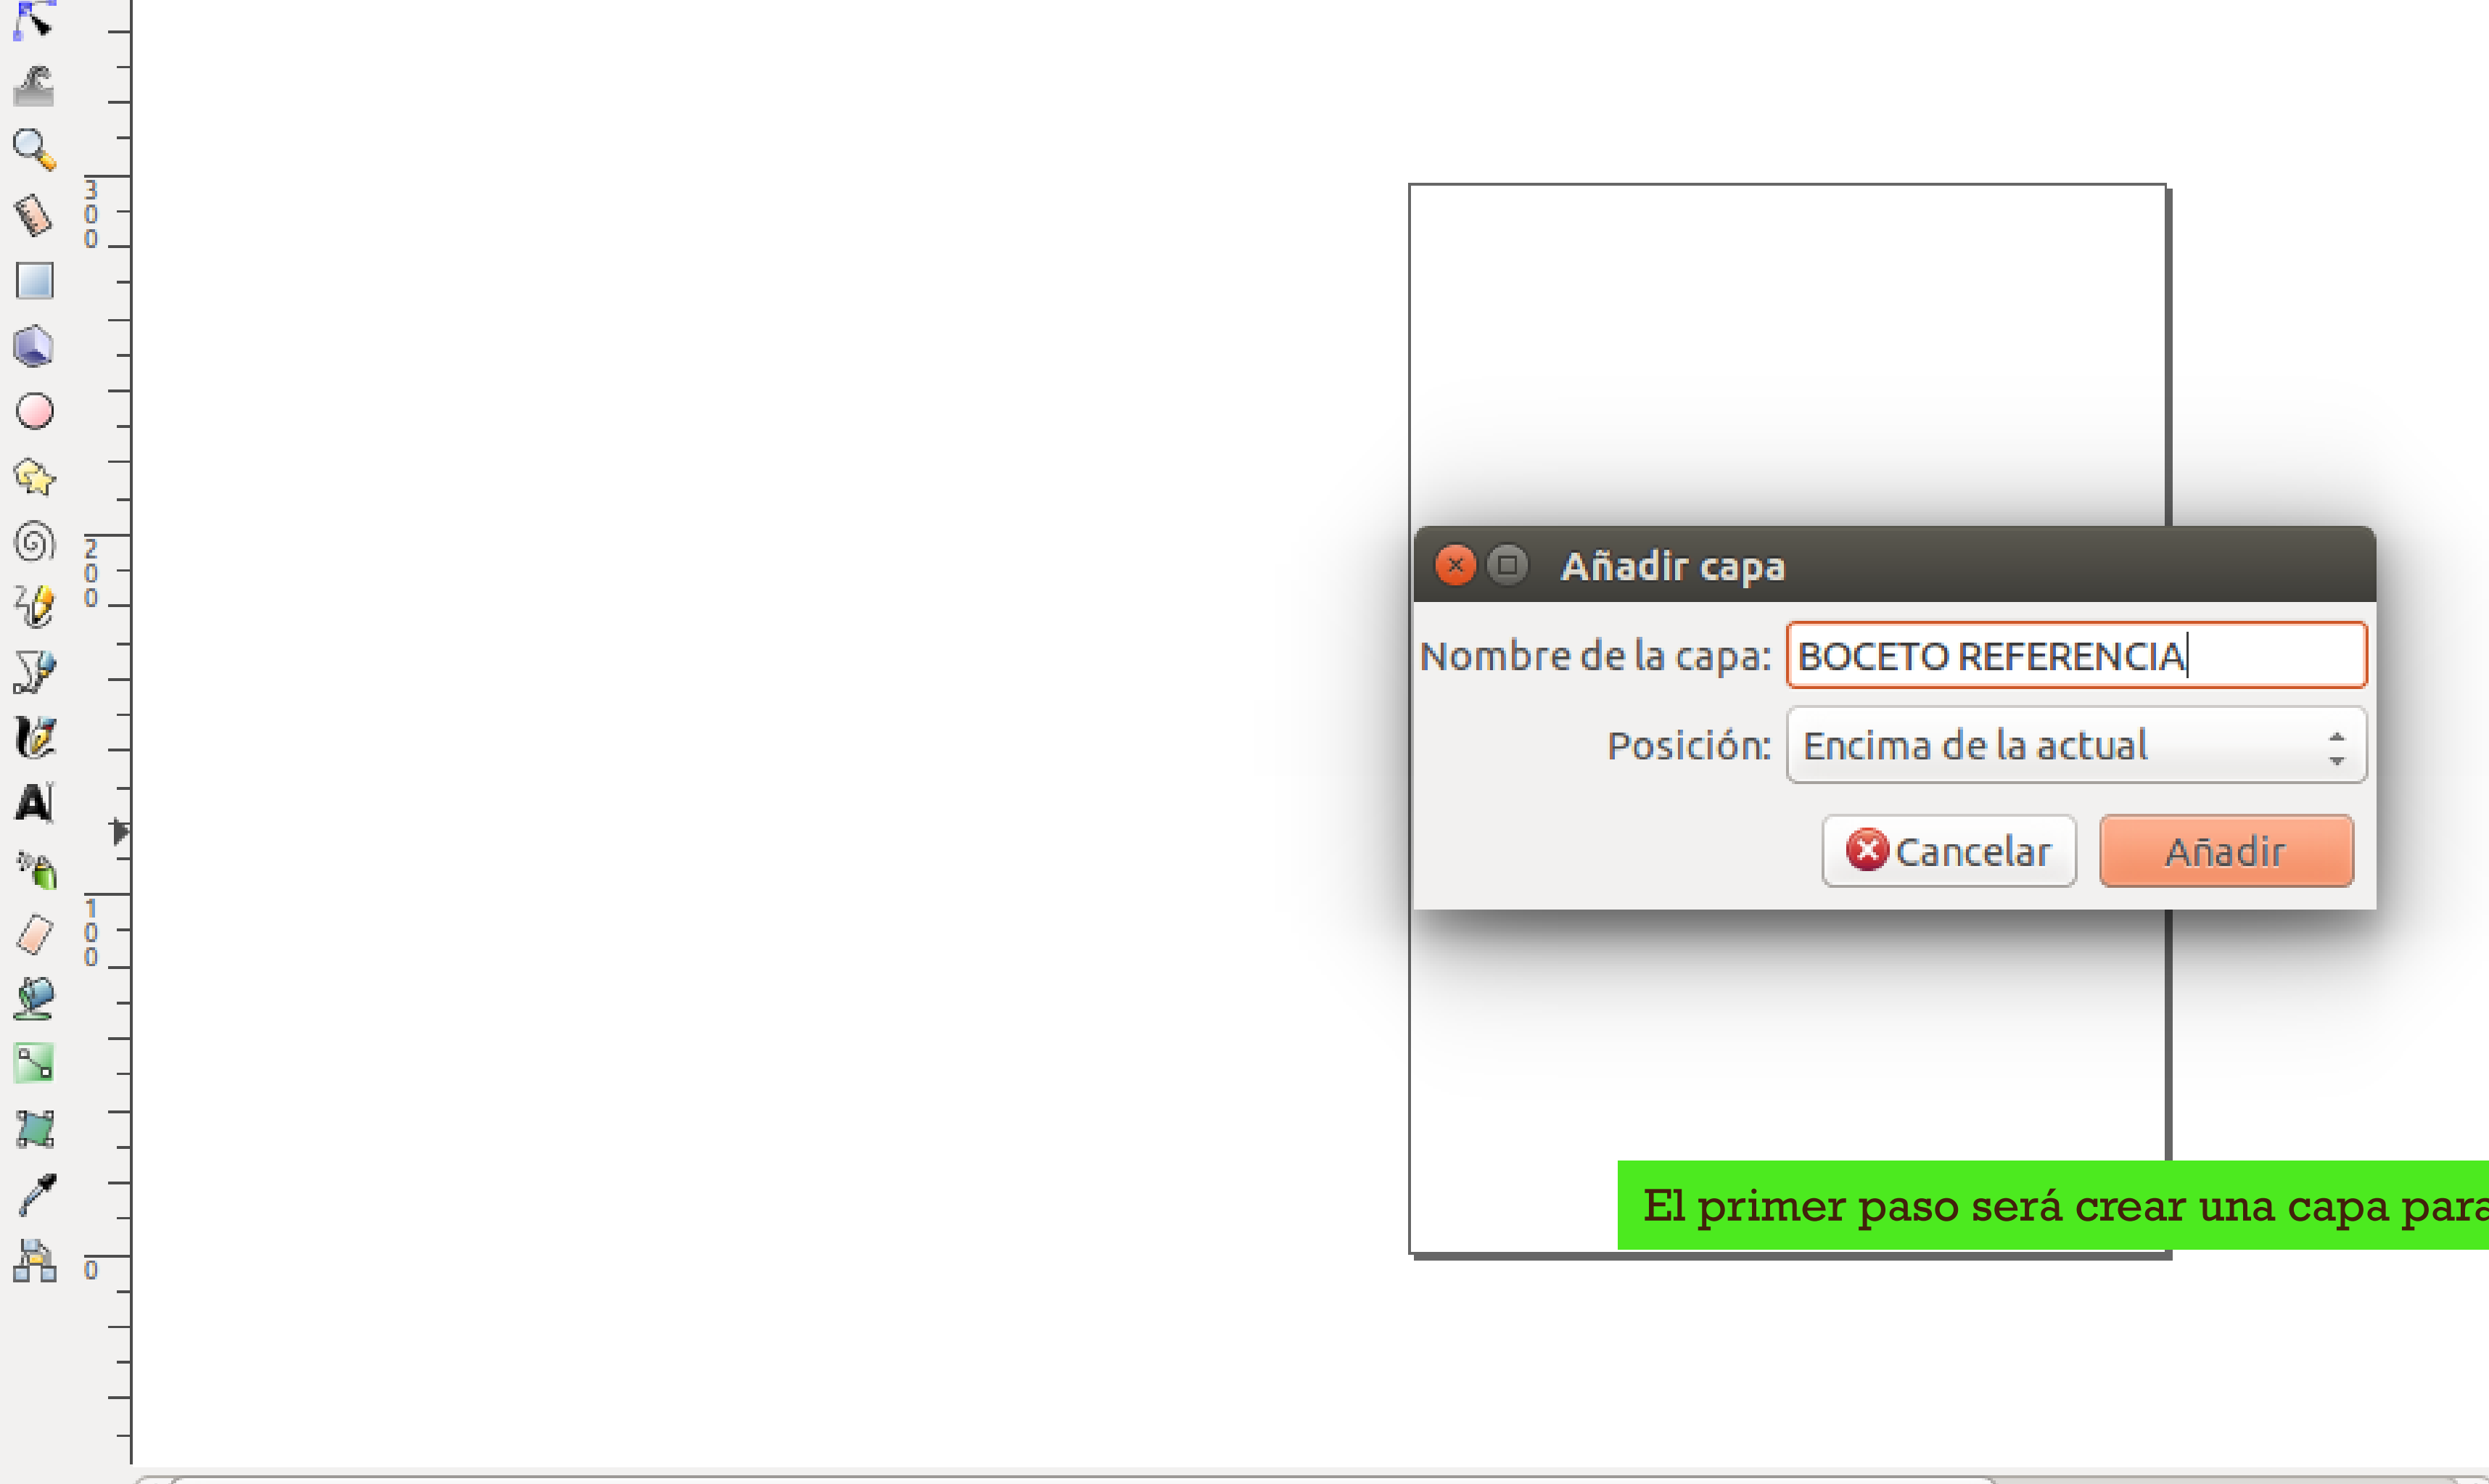 300
200
100
0
Añadir capa
Nombre de la capa: BOCETO REFERENCIA
Posición: Encima de la actual
Cancelar Añadir
El primer paso será crear una capa para